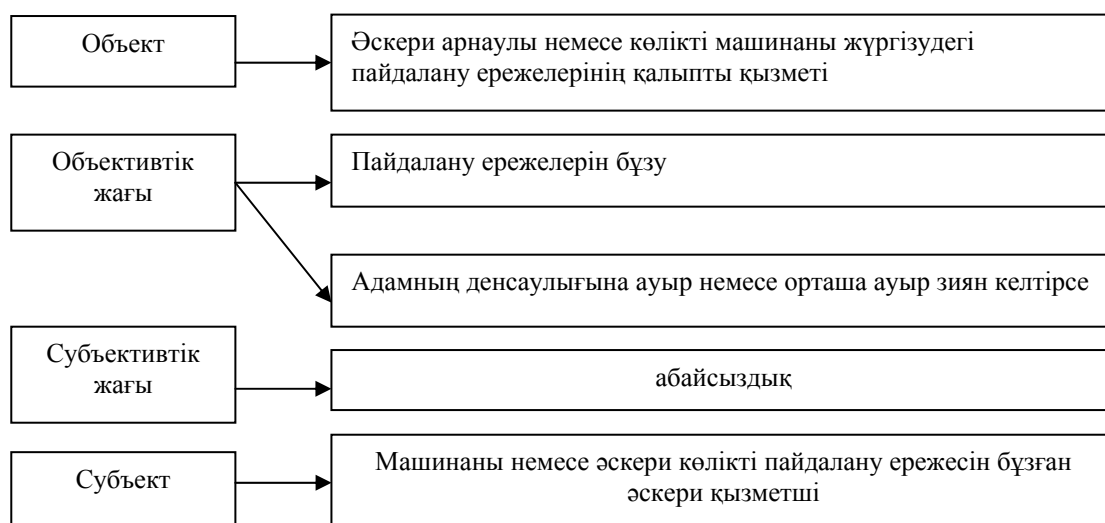 Объект
Әскери арнаулы немесе көлікті машинаны жүргізудегі
пайдалану ережелерінің қалыпты қызметі
Объективтік
жағы
Пайдалану ережелерін бұзу
Адамның денсаулығына ауыр немесе орташа ауыр зиян келтірсе
Субъективтік
жағы
абайсыздық
Субъект
Машинаны немесе әскери көлікті пайдалану ережесін бұзған
әскери қызметші